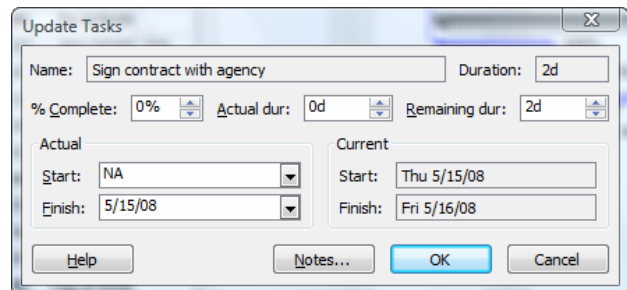 Update Tasks
Name: Sign contract with agency Duration: 2d
% Complete: 0% Actual dur: 0d Remaining dur: 2d
Actual Current
Start: NA Start: Thu 5/15/08
Finish: 5/15/08 Finish: Fri 5/16/08
Help Notes... OK Cancel